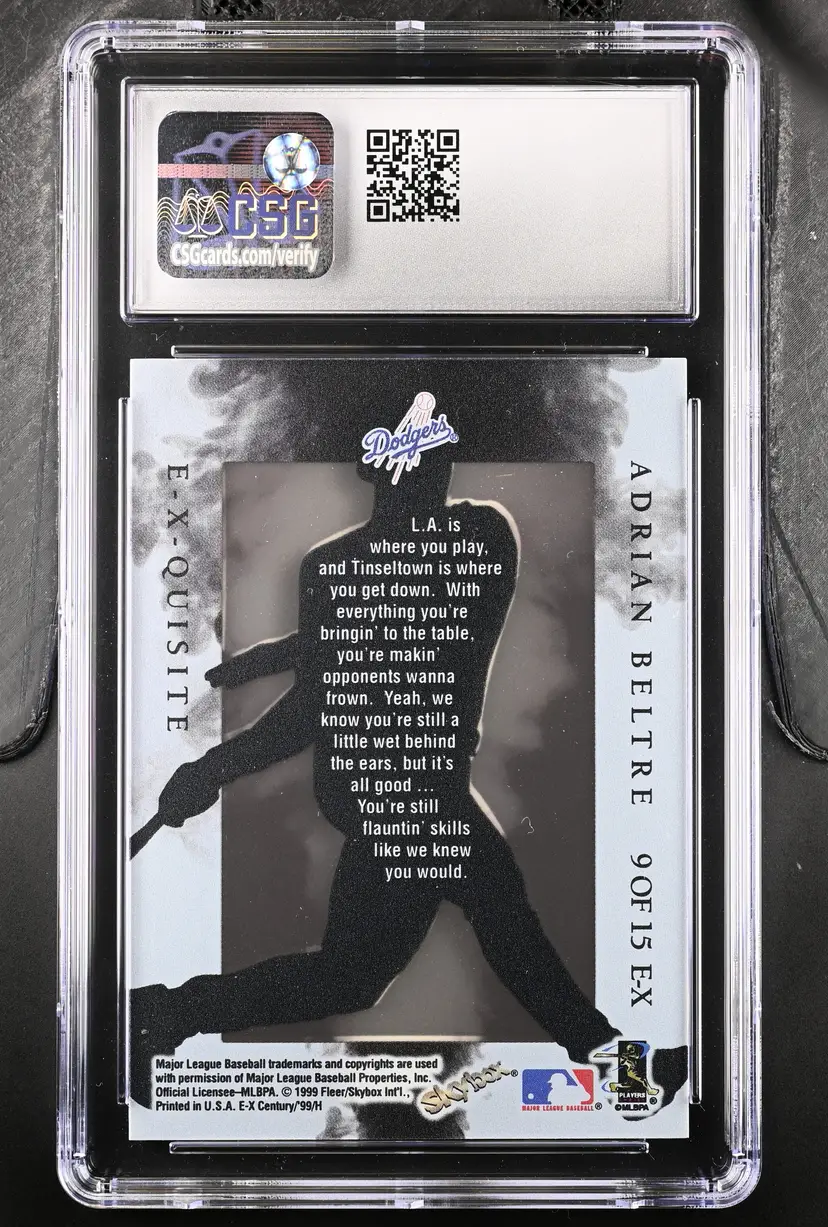 CSG
CSGcards.com/verify
Dodgers
E-X-QUISITE
ADRIAN BELTRE 9 OF 15 E-X
L.A. is
where you play,
and Tinseltown is where
you get down. With
everything you're
bringin' to the table,
you're makin'
opponents wanna
frown. Yeah, we
know you're still a
little wet behind
the ears, but it's
all good ...
You're still
flauntin' skills
like we knew
you would.
Major League Baseball trademarks and copyrights are used
with permission of Major League Baseball Properties, Inc.
Official Licensee–MLBPA. © 1999 Fleer/Skybox Int'l.,
Printed in U.S.A. E-X Century/'99/H
Skybox®
MAJOR LEAGUE BASEBALL®
PLAYERS
©MLBPA